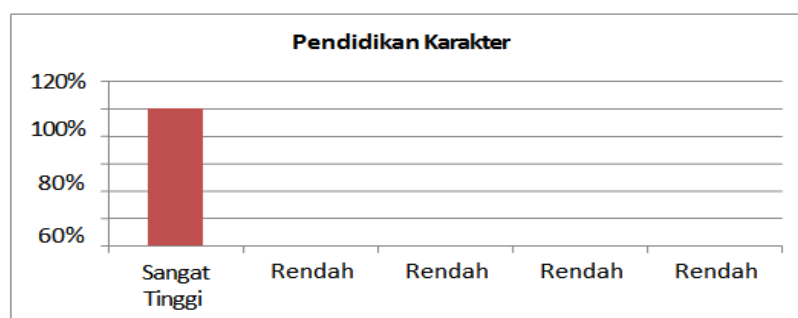 Pendidikan Karakter
120%
100%
80%
60%
Sangat Tinggi
Rendah
Rendah
Rendah
Rendah